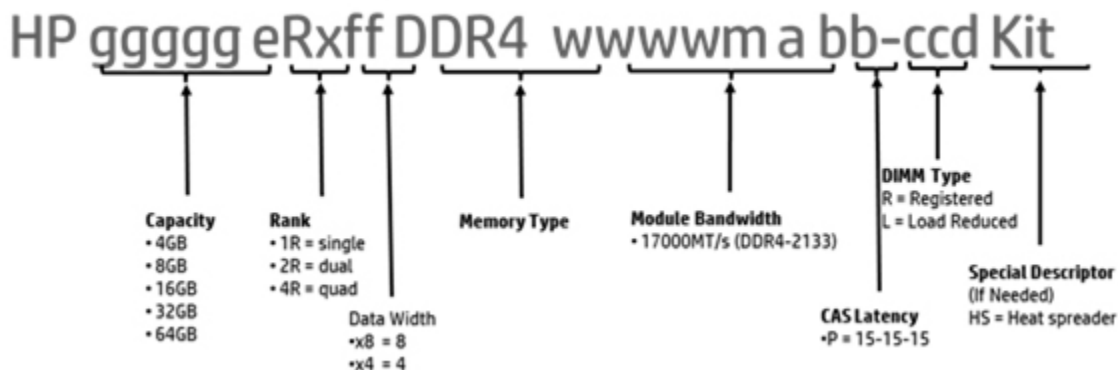 HP ggggg eRxff DDR4 wwwwm a bb-ccd Kit
Capacity
• 4GB
• 8GB
• 16GB
• 32GB
• 64GB
Rank
• 1R = single
• 2R = dual
• 4R = quad
Data Width
•x8 = 8
•x4 = 4
Memory Type
Module Bandwidth
• 17000MT/s (DDR4-2133)
CAS Latency
•P = 15-15-15
DIMM Type
R = Registered
L = Load Reduced
Special Descriptor
(If Needed)
HS = Heat spreader